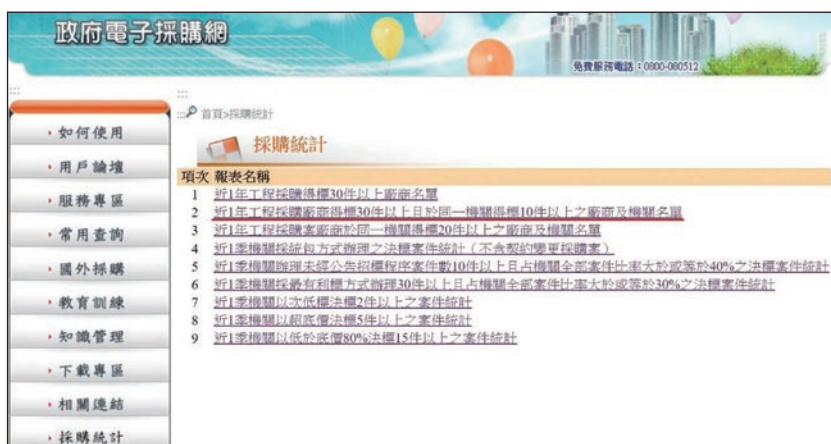 政府電子採購網
免費服務電話：0800-080512
首頁>採購統計
採購統計
如何使用
用戶論壇
服務專區
常用查詢
國外採購
教育訓練
知識管理
下載專區
相關連結
採購統計
項次 報表名稱
1 近1年工程採購得標30件以上廠商名單
2 近1年工程採購廠商得標30件以上且於同一機關得標10件以上之廠商及機關名單
3 近1年工程採購案廠商於同一機關得標20件以上之廠商及機關名單
4 近1季機關採統包方式辦理之決標案件統計（不含契約變更採購案）
5 近1季機關辦理未經公告招標程序案件數10件以上且占機關全部案件比率大於或等於40%之決標案件統計
6 近1季機關採最有利標方式辦理30件以上且占機關全部案件比率大於或等於30%之決標案件統計
7 近1季機關以次低標決標2件以上之案件統計
8 近1季機關以超底價決標5件以上之案件統計
9 近1季機關以低於底價80%決標15件以上之案件統計